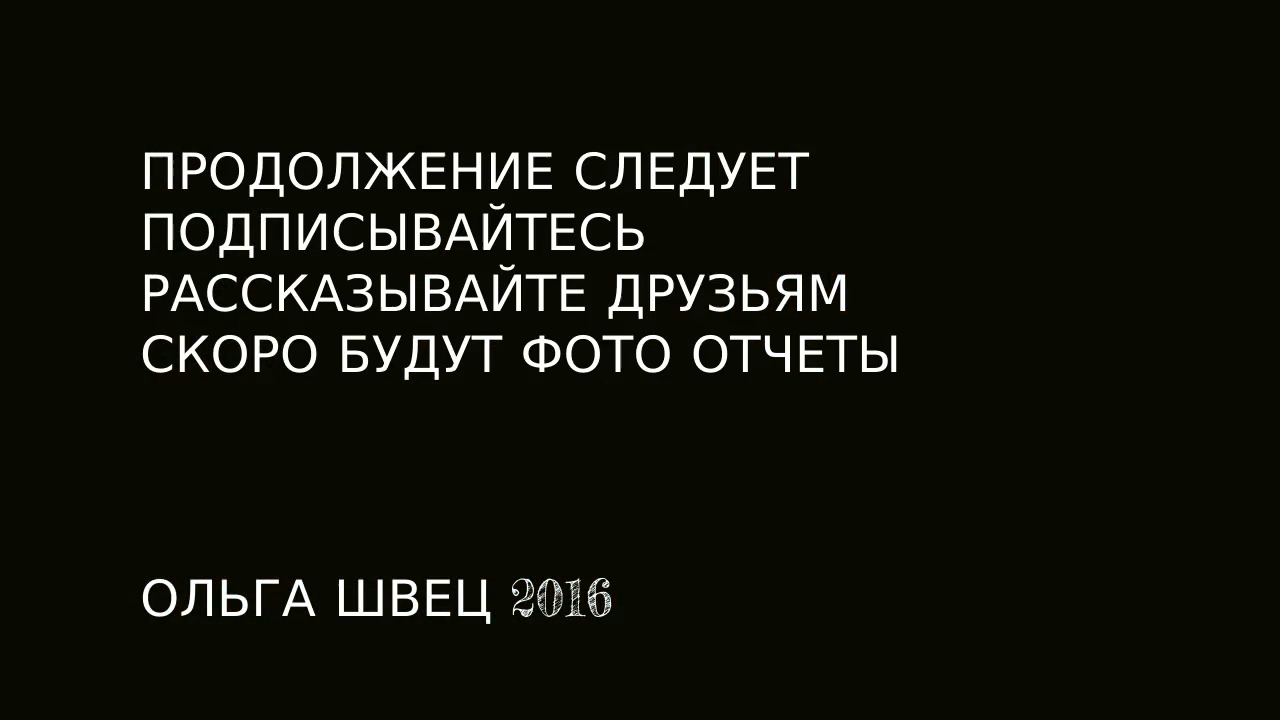 ПРОДОЛЖЕНИЕ СЛЕДУЕТ
ПОДПИСЫВАЙТЕСЬ
РАССКАЗЫВАЙТЕ ДРУЗЬЯМ
СКОРО БУДУТ ФОТО ОТЧЕТЫ
ОЛЬГА ШВЕЦ 2016